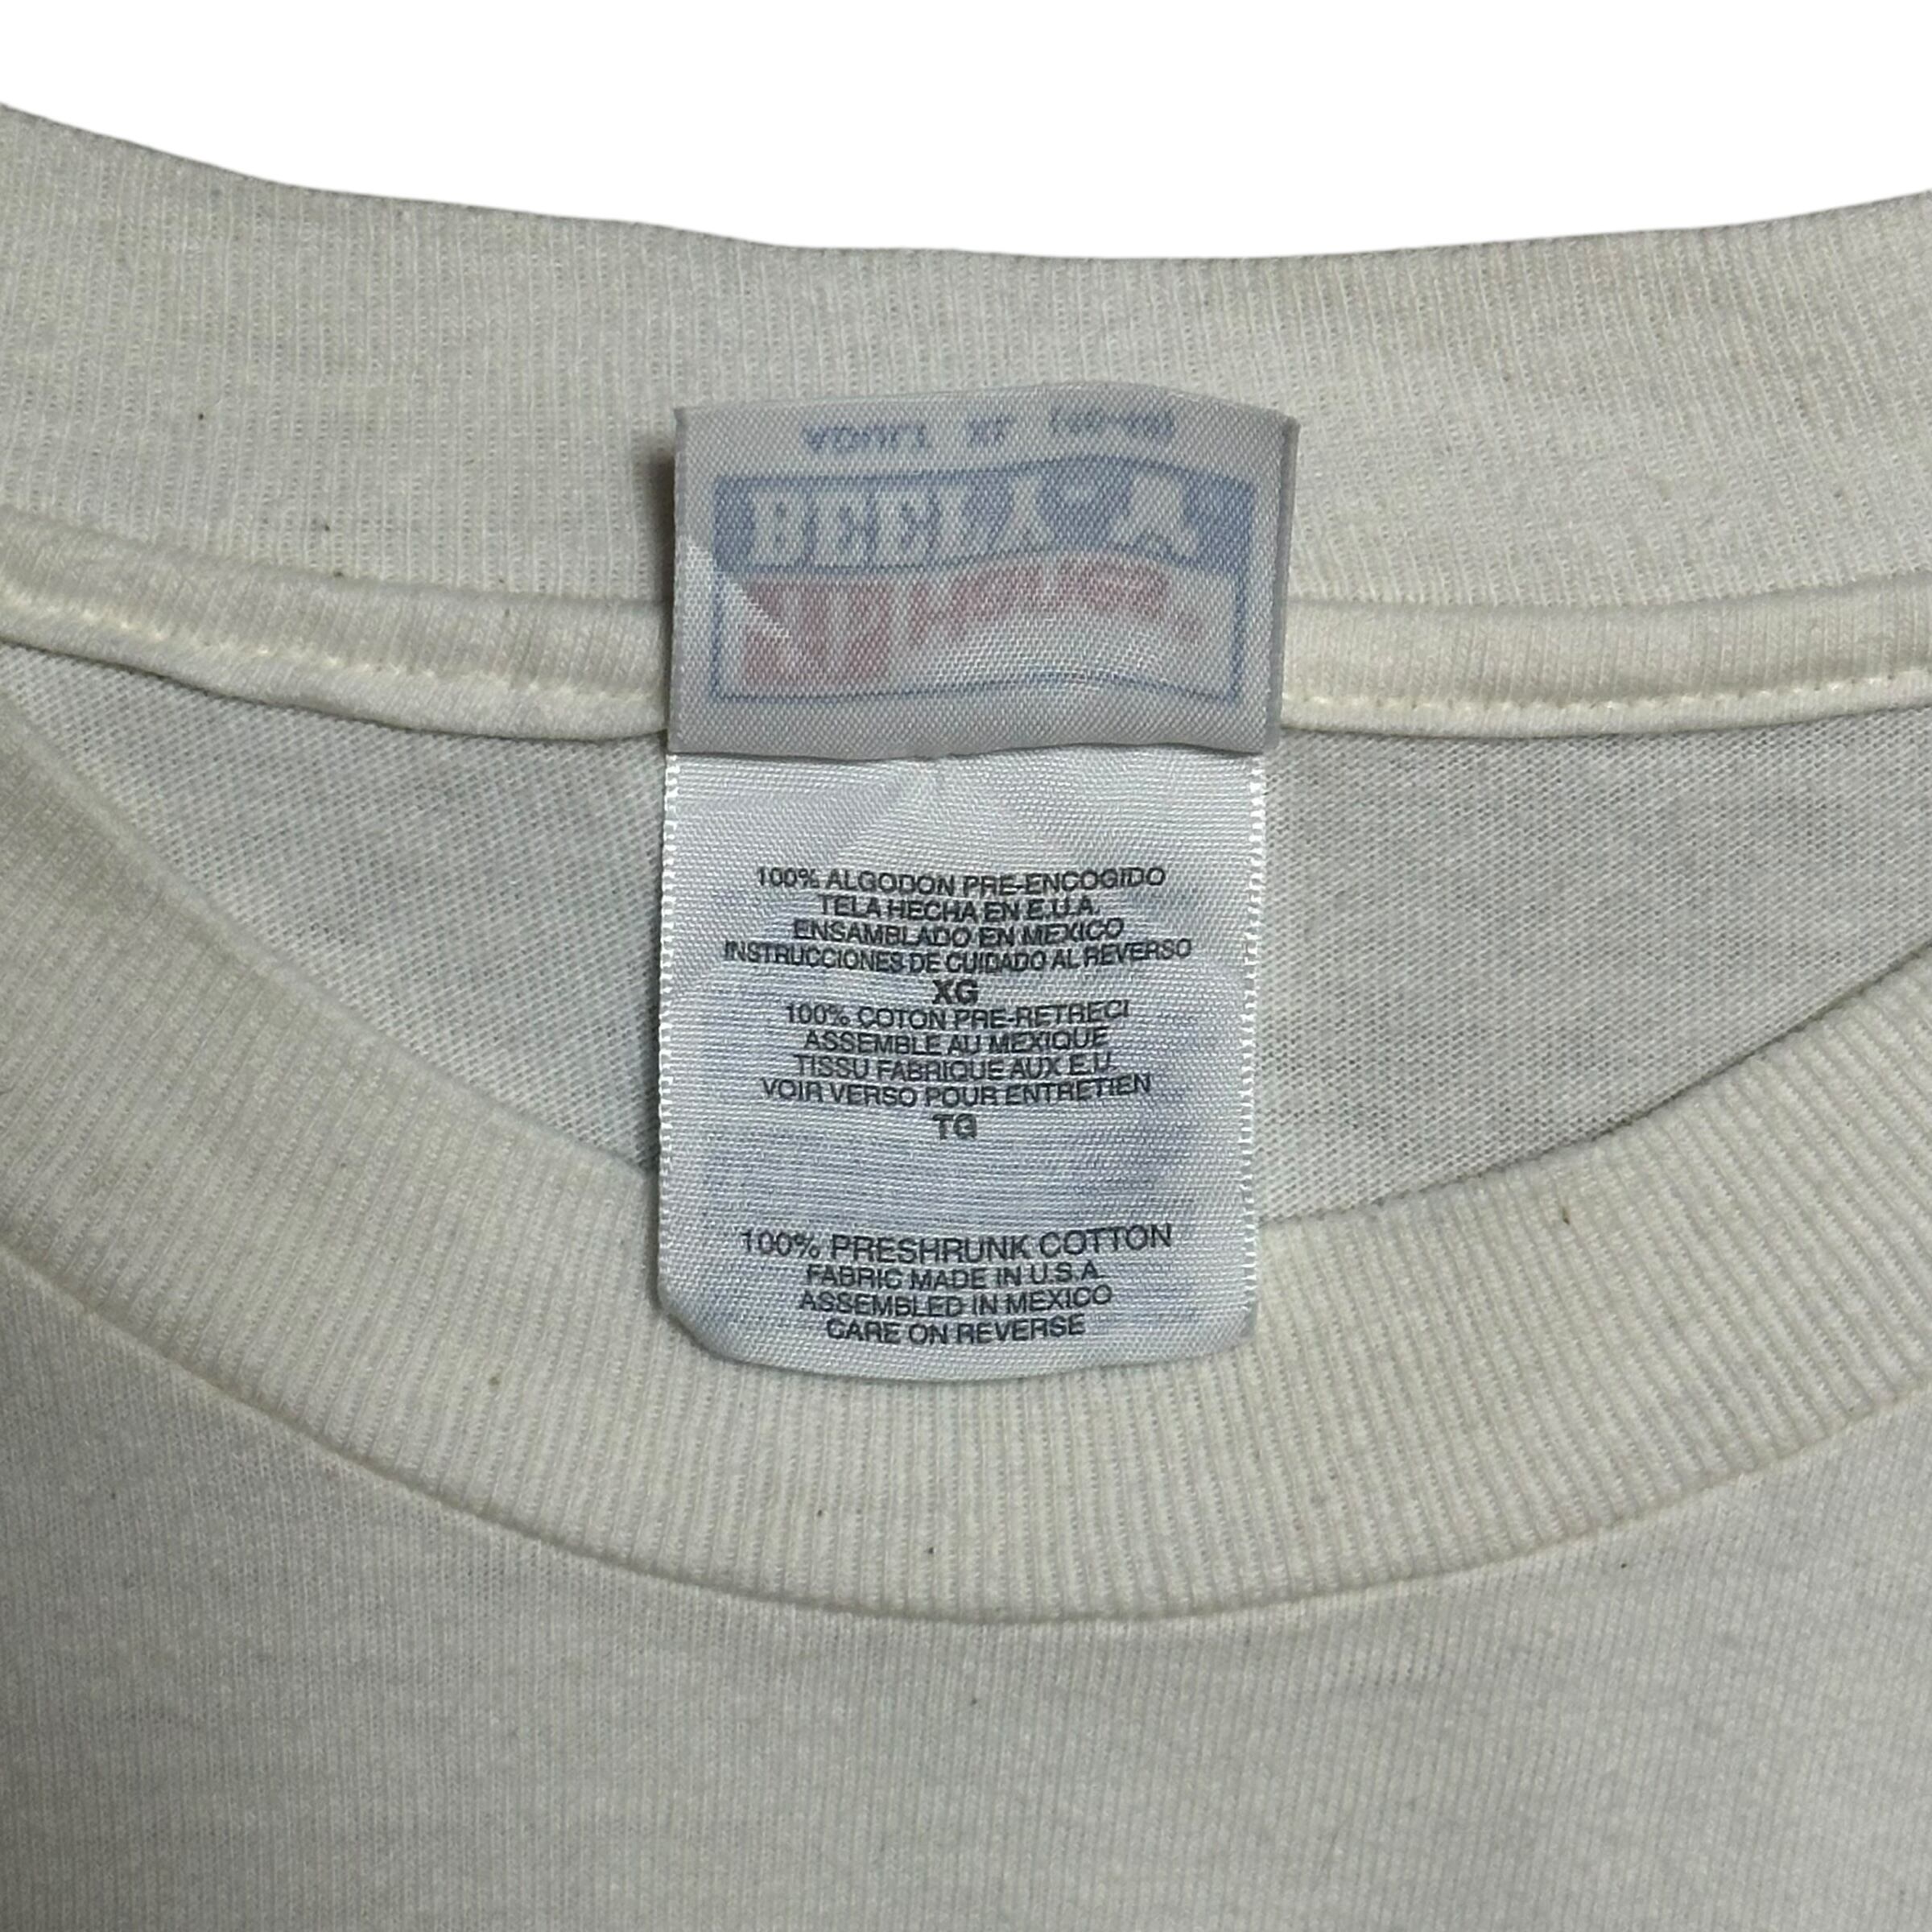 BEEFY-T
100% ALGODON PRE-ENCOGIDO
TELA HECHA EN E.U.A.
ENSAMBLADO EN MEXICO
INSTRUCCIONES DE CUIDADO AL REVERSO
XG
100% COTON PRE-RETRECI
ASSEMBLE AU MEXIQUE
TISSU FABRIQUE AUX E.U.
VOIR VERSO POUR ENTRETIEN
TG
100% PRESHRUNK COTTON
FABRIC MADE IN U.S.A.
ASSEMBLED IN MEXICO
CARE ON REVERSE